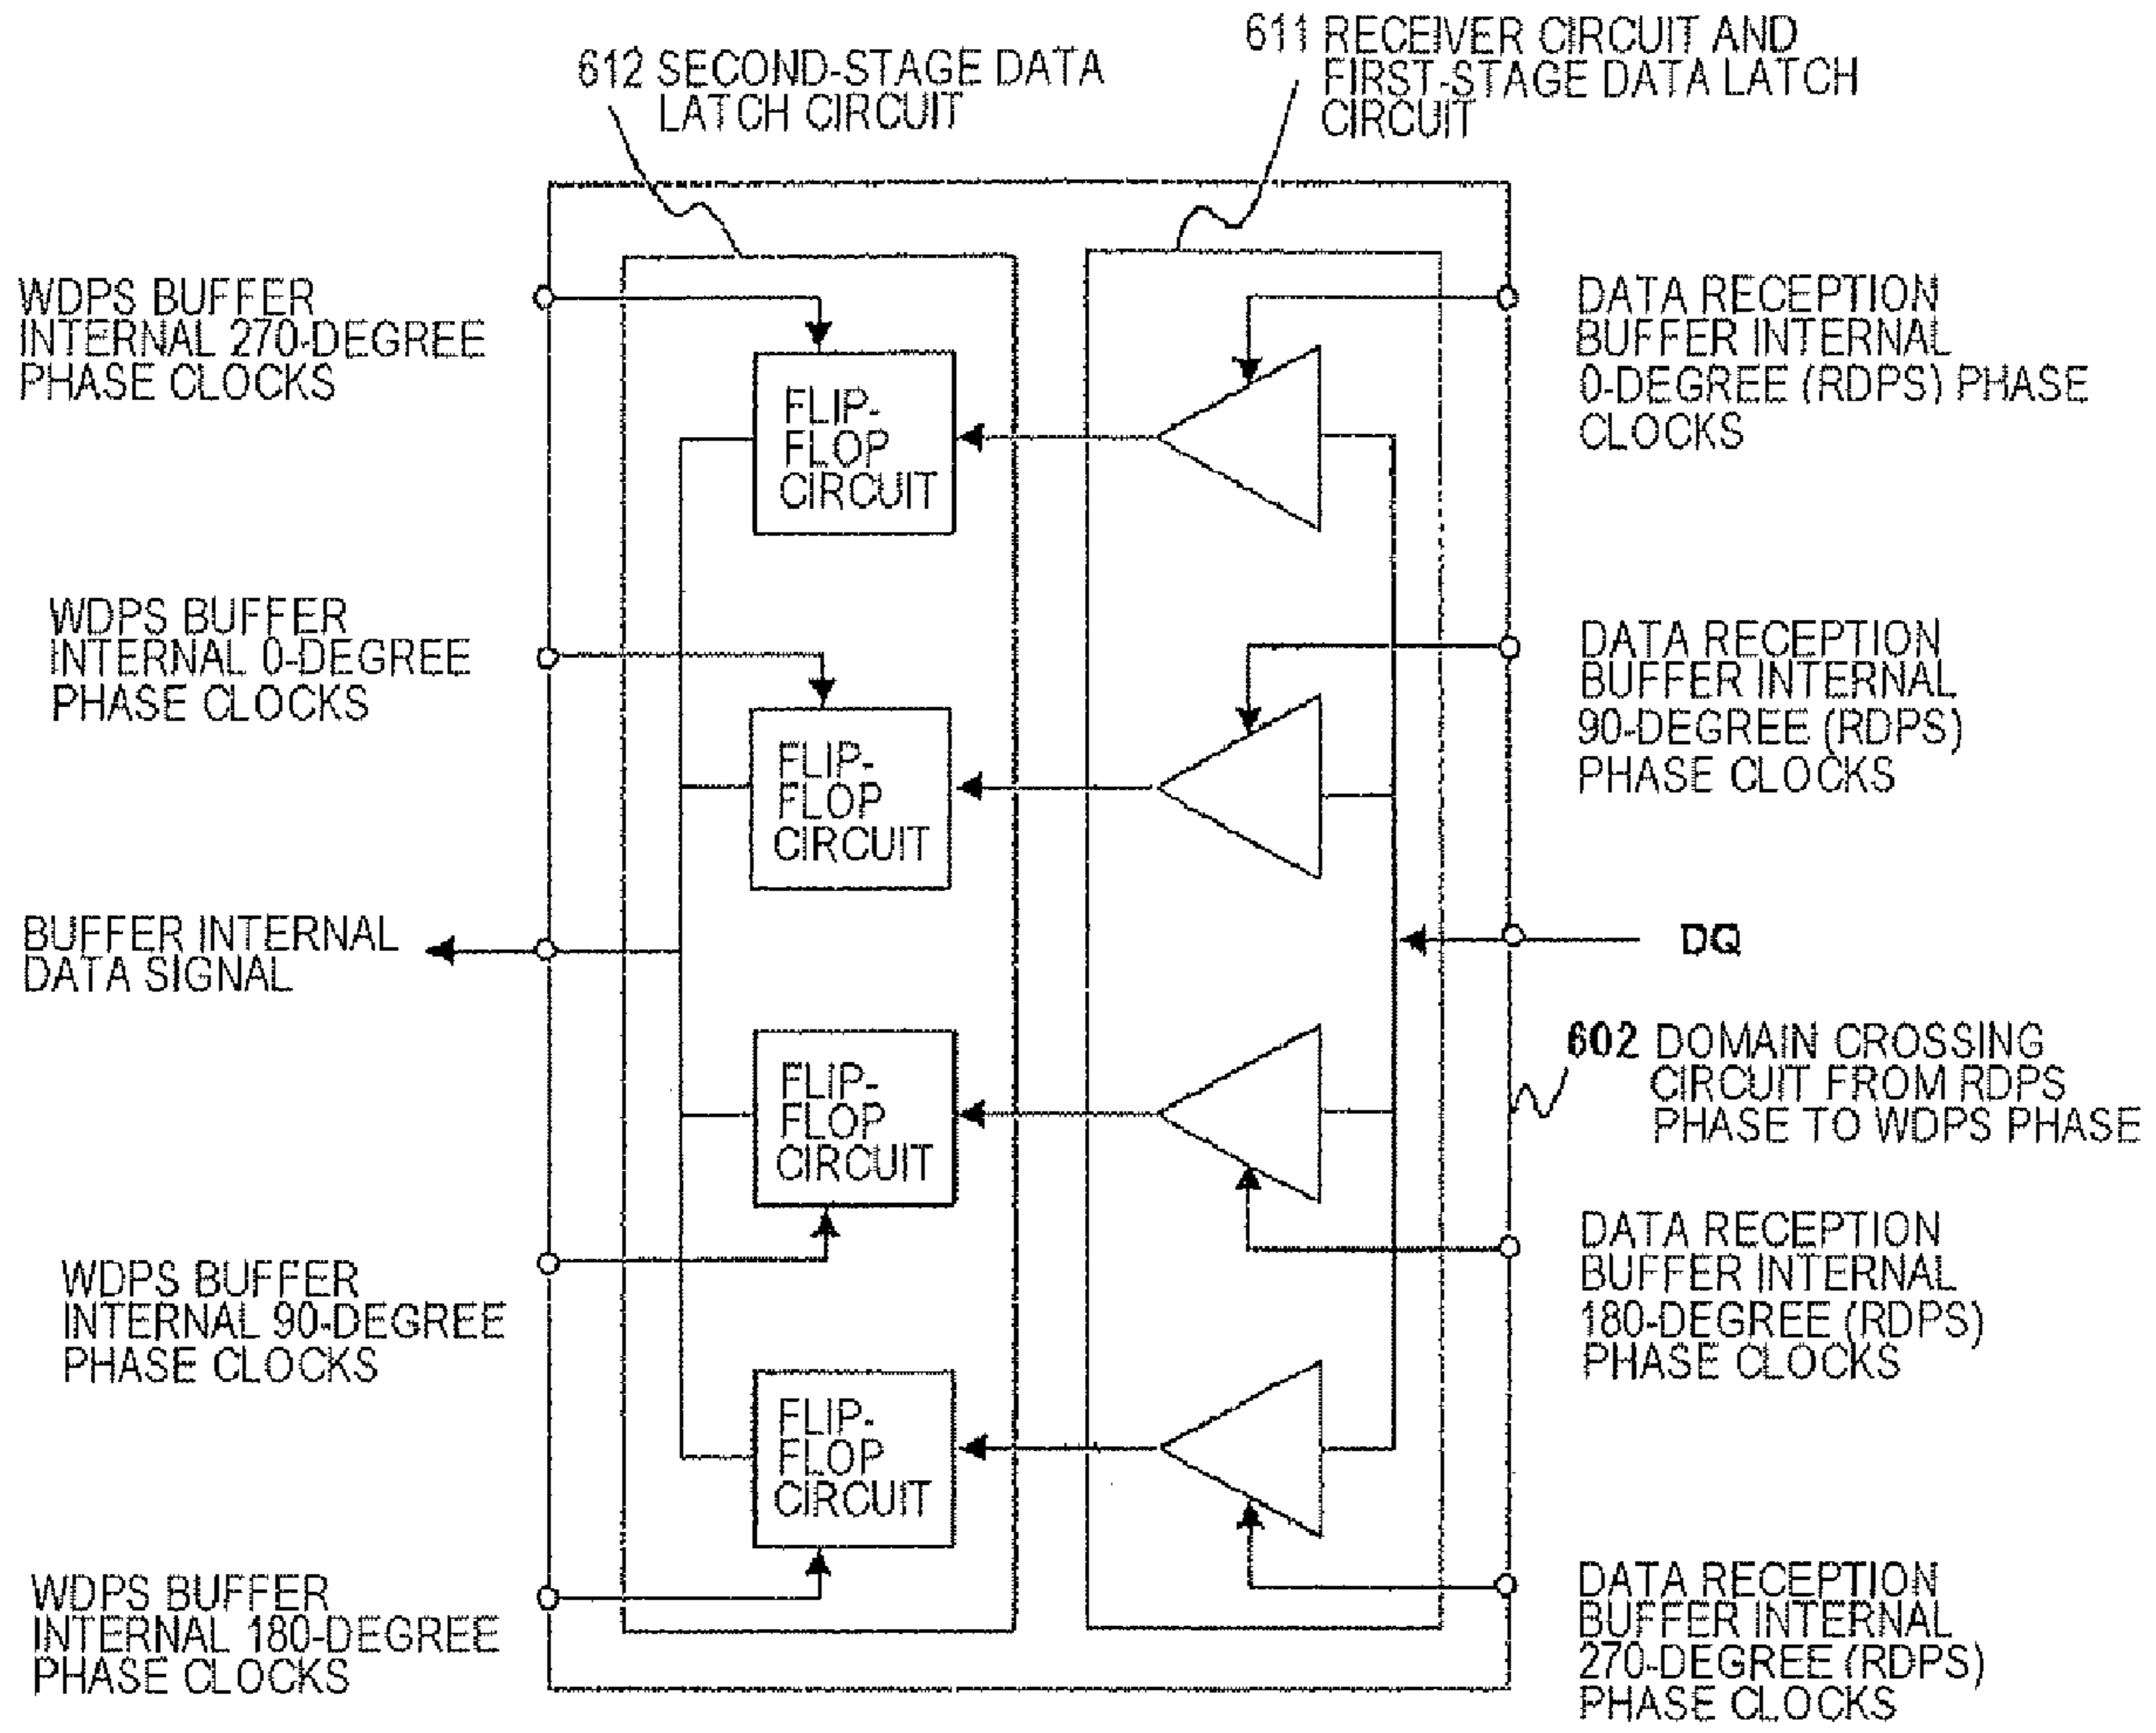 611 RECEIVER CIRCUIT AND
FIRST-STAGE DATA LATCH
CIRCUIT
612 SECOND-STAGE DATA
LATCH CIRCUIT
WDPS BUFFER
INTERNAL 270-DEGREE
PHASE CLOCKS
DATA RECEPTION
BUFFER INTERNAL
0-DEGREE (RDPS) PHASE
CLOCKS
FLIP-
FLOP
CIRCUIT
WDPS BUFFER
INTERNAL 0-DEGREE
PHASE CLOCKS
DATA RECEPTION
BUFFER INTERNAL
90-DEGREE (RDPS)
PHASE CLOCKS
FLIP-
FLOP
CIRCUIT
BUFFER INTERNAL
DATA SIGNAL
DQ
602 DOMAIN CROSSING
CIRCUIT FROM RDPS
PHASE TO WDPS PHASE
FLIP-
FLOP
CIRCUIT
WDPS BUFFER
INTERNAL 90-DEGREE
PHASE CLOCKS
DATA RECEPTION
BUFFER INTERNAL
180-DEGREE (RDPS)
PHASE CLOCKS
FLIP-
FLOP
CIRCUIT
WDPS BUFFER
INTERNAL 180-DEGREE
PHASE CLOCKS
DATA RECEPTION
BUFFER INTERNAL
270-DEGREE (RDPS)
PHASE CLOCKS